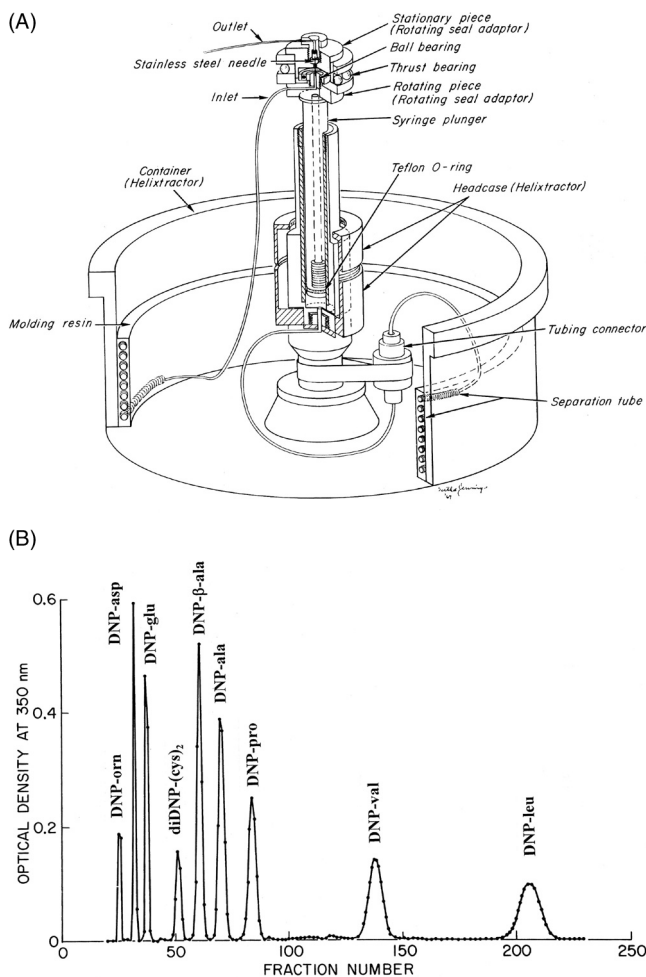 (A)
Outlet
Stationary piece
(Rotating seal adaptor)
Ball bearing
Stainless steel needle
Thrust bearing
Inlet
Rotating piece
(Rotating seal adaptor)
Syringe plunger
Teflon O-ring
Container
(Helixtractor)
Headcase (Helixtractor)
Molding resin
Tubing connector
Separation tube
(B)
OPTICAL DENSITY AT 350 nm
0.6
0.4
0.2
0
DNP-orn
DNP-asp
DNP-glu
diDNP-(cys)₂
DNP-β-ala
DNP-ala
DNP-pro
DNP-val
DNP-leu
0
50
100
150
200
250
FRACTION NUMBER